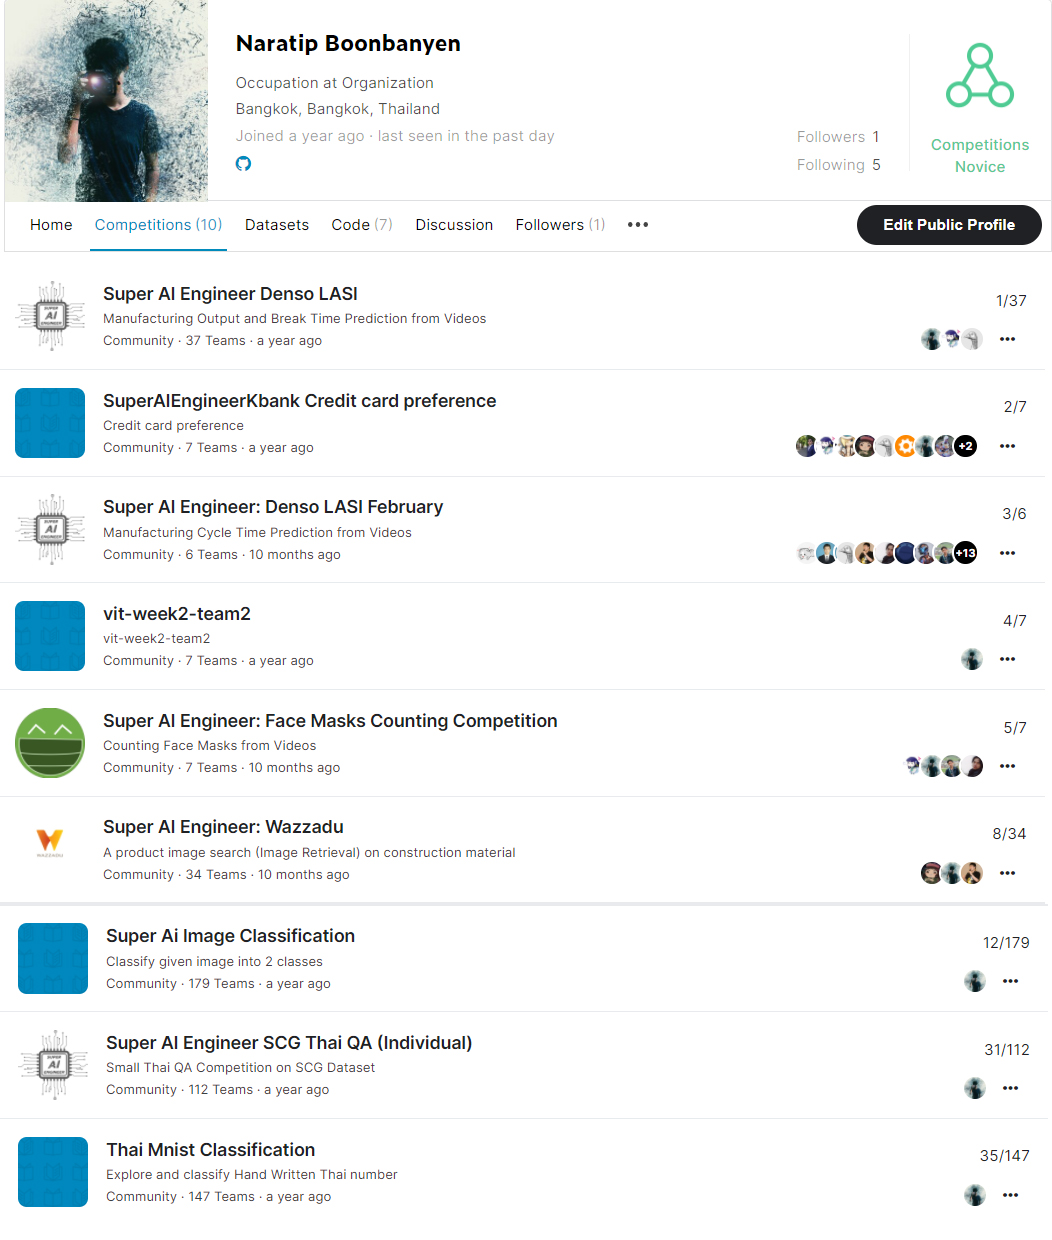 Naratip Boonbanyen
Occupation at Organization
Bangkok, Bangkok, Thailand
Joined a year ago · last seen in the past day
Followers 1
Following 5
Competitions
Novice
Home Competitions (10) Datasets Code (7) Discussion Followers (1) ••• Edit Public Profile
SUPER AI ENGINEER
Super AI Engineer Denso LASI
1/37
Manufacturing Output and Break Time Prediction from Videos
Community · 37 Teams · a year ago
SuperAIEngineerKbank Credit card preference
2/7
Credit card preference
Community · 7 Teams · a year ago
+2
SUPER AI ENGINEER
Super AI Engineer: Denso LASI February
3/6
Manufacturing Cycle Time Prediction from Videos
Community · 6 Teams · 10 months ago
+13
vit-week2-team2
4/7
vit-week2-team2
Community · 7 Teams · a year ago
Super AI Engineer: Face Masks Counting Competition
5/7
Counting Face Masks from Videos
Community · 7 Teams · 10 months ago
WAZZADU
Super AI Engineer: Wazzadu
8/34
A product image search (Image Retrieval) on construction material
Community · 34 Teams · 10 months ago
Super Ai Image Classification
12/179
Classify given image into 2 classes
Community · 179 Teams · a year ago
SUPER AI ENGINEER
Super AI Engineer SCG Thai QA (Individual)
31/112
Small Thai QA Competition on SCG Dataset
Community · 112 Teams · a year ago
Thai Mnist Classification
35/147
Explore and classify Hand Written Thai number
Community · 147 Teams · a year ago